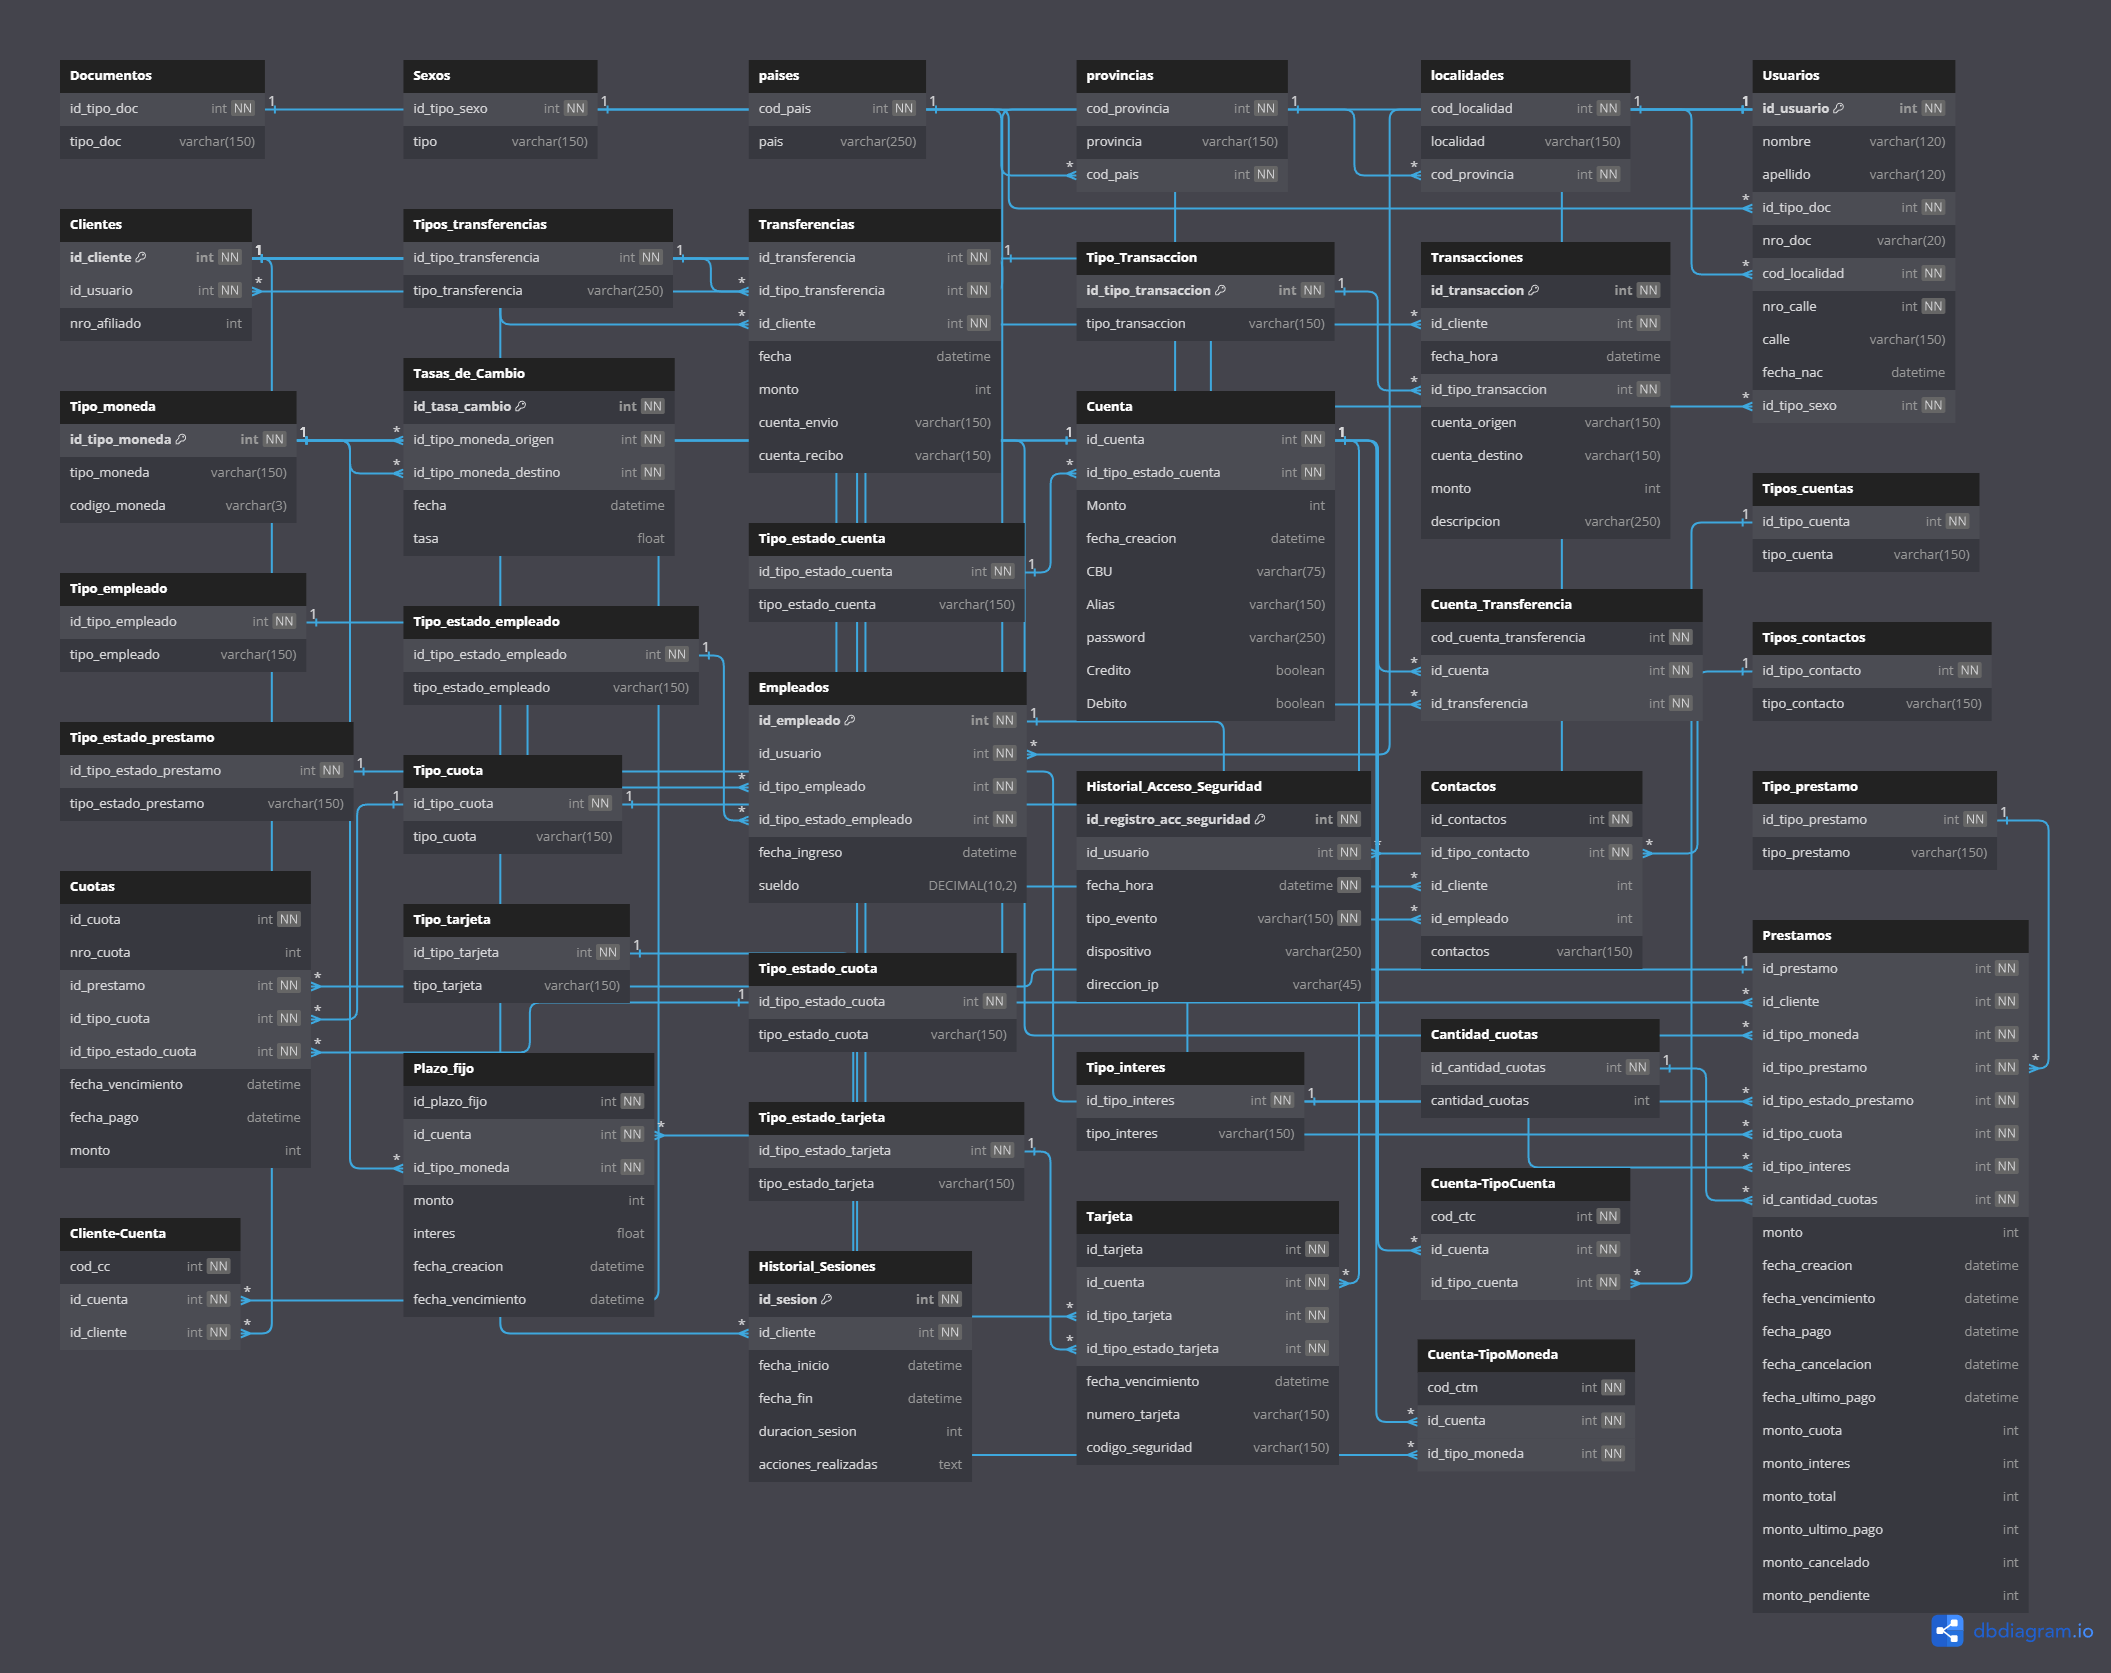 Documentos
id_tipo_doc int NN
tipo_doc varchar(150)
Sexos
id_tipo_sexo int NN
tipo varchar(150)
paises
cod_pais int NN
pais varchar(250)
provincias
cod_provincia int NN
provincia varchar(150)
cod_pais int NN
localidades
cod_localidad int NN
localidad varchar(150)
cod_provincia int NN
Usuarios
id_usuario int NN
nombre varchar(120)
apellido varchar(120)
id_tipo_doc int NN
nro_doc varchar(20)
cod_localidad int NN
nro_calle int NN
calle varchar(150)
fecha_nac datetime
id_tipo_sexo int NN
Clientes
id_cliente int NN
id_usuario int NN
nro_afiliado int
Tipos_transferencias
id_tipo_transferencia int NN
tipo_transferencia varchar(250)
Transferencias
id_transferencia int NN
id_tipo_transferencia int NN
id_cliente int NN
fecha datetime
monto int
cuenta_envio varchar(150)
cuenta_recibo varchar(150)
Tipo_Transaccion
id_tipo_transaccion int NN
tipo_transaccion varchar(150)
Transacciones
id_transaccion int NN
id_cliente int NN
fecha_hora datetime
id_tipo_transaccion int NN
cuenta_origen varchar(150)
cuenta_destino varchar(150)
monto int
descripcion varchar(250)
Tipo_moneda
id_tipo_moneda int NN
tipo_moneda varchar(150)
codigo_moneda varchar(3)
Tasas_de_Cambio
id_tasa_cambio int NN
id_tipo_moneda_origen int NN
id_tipo_moneda_destino int NN
fecha datetime
tasa float
Cuenta
id_cuenta int NN
id_tipo_estado_cuenta int NN
Monto int
fecha_creacion datetime
CBU varchar(75)
Alias varchar(150)
password varchar(250)
Credito boolean
Debito boolean
Tipos_cuentas
id_tipo_cuenta int NN
tipo_cuenta varchar(150)
Tipo_estado_cuenta
id_tipo_estado_cuenta int NN
tipo_estado_cuenta varchar(150)
Tipo_empleado
id_tipo_empleado int NN
tipo_empleado varchar(150)
Tipo_estado_empleado
id_tipo_estado_empleado int NN
tipo_estado_empleado varchar(150)
Cuenta_Transferencia
cod_cuenta_transferencia int NN
id_cuenta int NN
id_transferencia int NN
Tipos_contactos
id_tipo_contacto int NN
tipo_contacto varchar(150)
Empleados
id_empleado int NN
id_usuario int NN
id_tipo_empleado int NN
id_tipo_estado_empleado int NN
fecha_ingreso datetime
sueldo DECIMAL(10,2)
Tipo_estado_prestamo
id_tipo_estado_prestamo int NN
tipo_estado_prestamo varchar(150)
Tipo_cuota
id_tipo_cuota int NN
tipo_cuota varchar(150)
Historial_Acceso_Seguridad
id_registro_acc_seguridad int NN
id_usuario int NN
fecha_hora datetime NN
tipo_evento varchar(150) NN
dispositivo varchar(250)
direccion_ip varchar(45)
Contactos
id_contactos int NN
id_tipo_contacto int NN
id_cliente int
id_empleado int
contactos varchar(150)
Tipo_prestamo
id_tipo_prestamo int NN
tipo_prestamo varchar(150)
Cuotas
id_cuota int NN
nro_cuota int
id_prestamo int NN
id_tipo_cuota int NN
id_tipo_estado_cuota int NN
fecha_vencimiento datetime
fecha_pago datetime
monto int
Tipo_tarjeta
id_tipo_tarjeta int NN
tipo_tarjeta varchar(150)
Tipo_estado_cuota
id_tipo_estado_cuota int NN
tipo_estado_cuota varchar(150)
Prestamos
id_prestamo int NN
id_cliente int NN
id_tipo_moneda int NN
id_tipo_prestamo int NN
id_tipo_estado_prestamo int NN
id_tipo_cuota int NN
id_tipo_interes int NN
id_cantidad_cuotas int NN
monto int
fecha_creacion datetime
fecha_vencimiento datetime
fecha_pago datetime
fecha_cancelacion datetime
fecha_ultimo_pago datetime
monto_cuota int
monto_interes int
monto_total int
monto_ultimo_pago int
monto_cancelado int
monto_pendiente int
Plazo_fijo
id_plazo_fijo int NN
id_cuenta int NN
id_tipo_moneda int NN
monto int
interes float
fecha_creacion datetime
fecha_vencimiento datetime
Tipo_interes
id_tipo_interes int NN
tipo_interes varchar(150)
Cantidad_cuotas
id_cantidad_cuotas int NN
cantidad_cuotas int
Tipo_estado_tarjeta
id_tipo_estado_tarjeta int NN
tipo_estado_tarjeta varchar(150)
Cuenta-TipoCuenta
cod_ctc int NN
id_cuenta int NN
id_tipo_cuenta int NN
Cliente-Cuenta
cod_cc int NN
id_cuenta int NN
id_cliente int NN
Tarjeta
id_tarjeta int NN
id_cuenta int NN
id_tipo_tarjeta int NN
id_tipo_estado_tarjeta int NN
fecha_vencimiento datetime
numero_tarjeta varchar(150)
codigo_seguridad varchar(150)
Historial_Sesiones
id_sesion int NN
id_cliente int NN
fecha_inicio datetime
fecha_fin datetime
duracion_sesion int
acciones_realizadas text
Cuenta-TipoMoneda
cod_ctm int NN
id_cuenta int NN
id_tipo_moneda int NN
dbdiagram.io